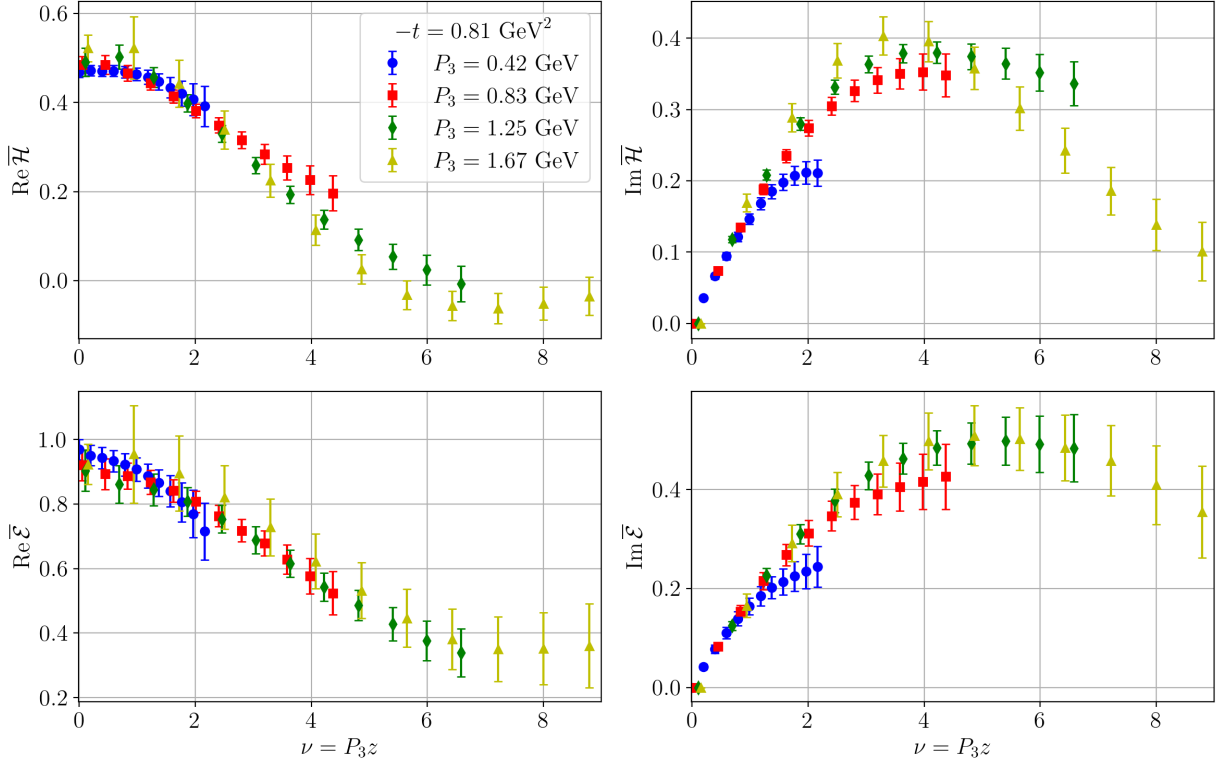 0.6
0.4
0.2
0.0
Re H̅
0 2 4 6 8
−t = 0.81 GeV²
P₃ = 0.42 GeV
P₃ = 0.83 GeV
P₃ = 1.25 GeV
P₃ = 1.67 GeV
0.4
0.3
0.2
0.1
0.0
Im H̅
0 2 4 6 8
1.0
0.8
0.6
0.4
0.2
Re E̅
0 2 4 6 8
ν = P₃z
0.4
0.2
0.0
Im E̅
0 2 4 6 8
ν = P₃z